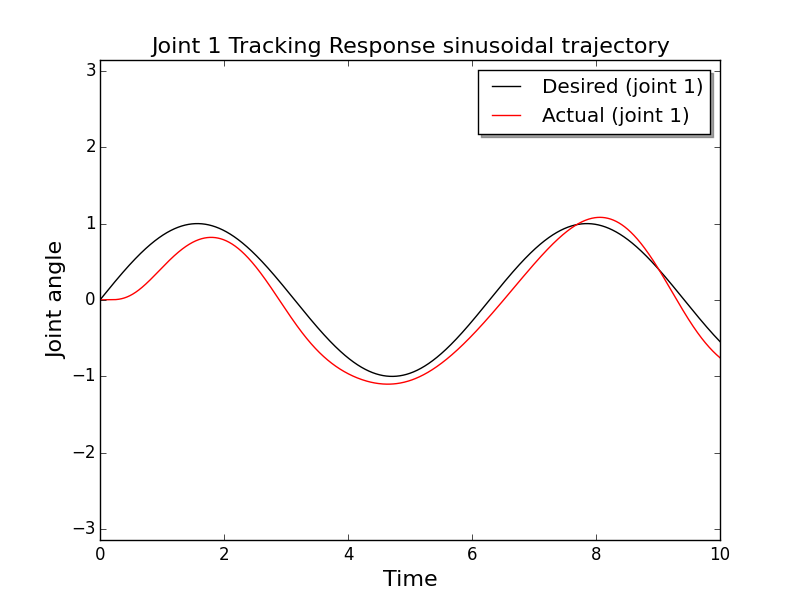 Joint 1 Tracking Response sinusoidal trajectory
Desired (joint 1)
Actual (joint 1)
3
2
1
0
−1
−2
−3
Joint angle
0 2 4 6 8 10
Time